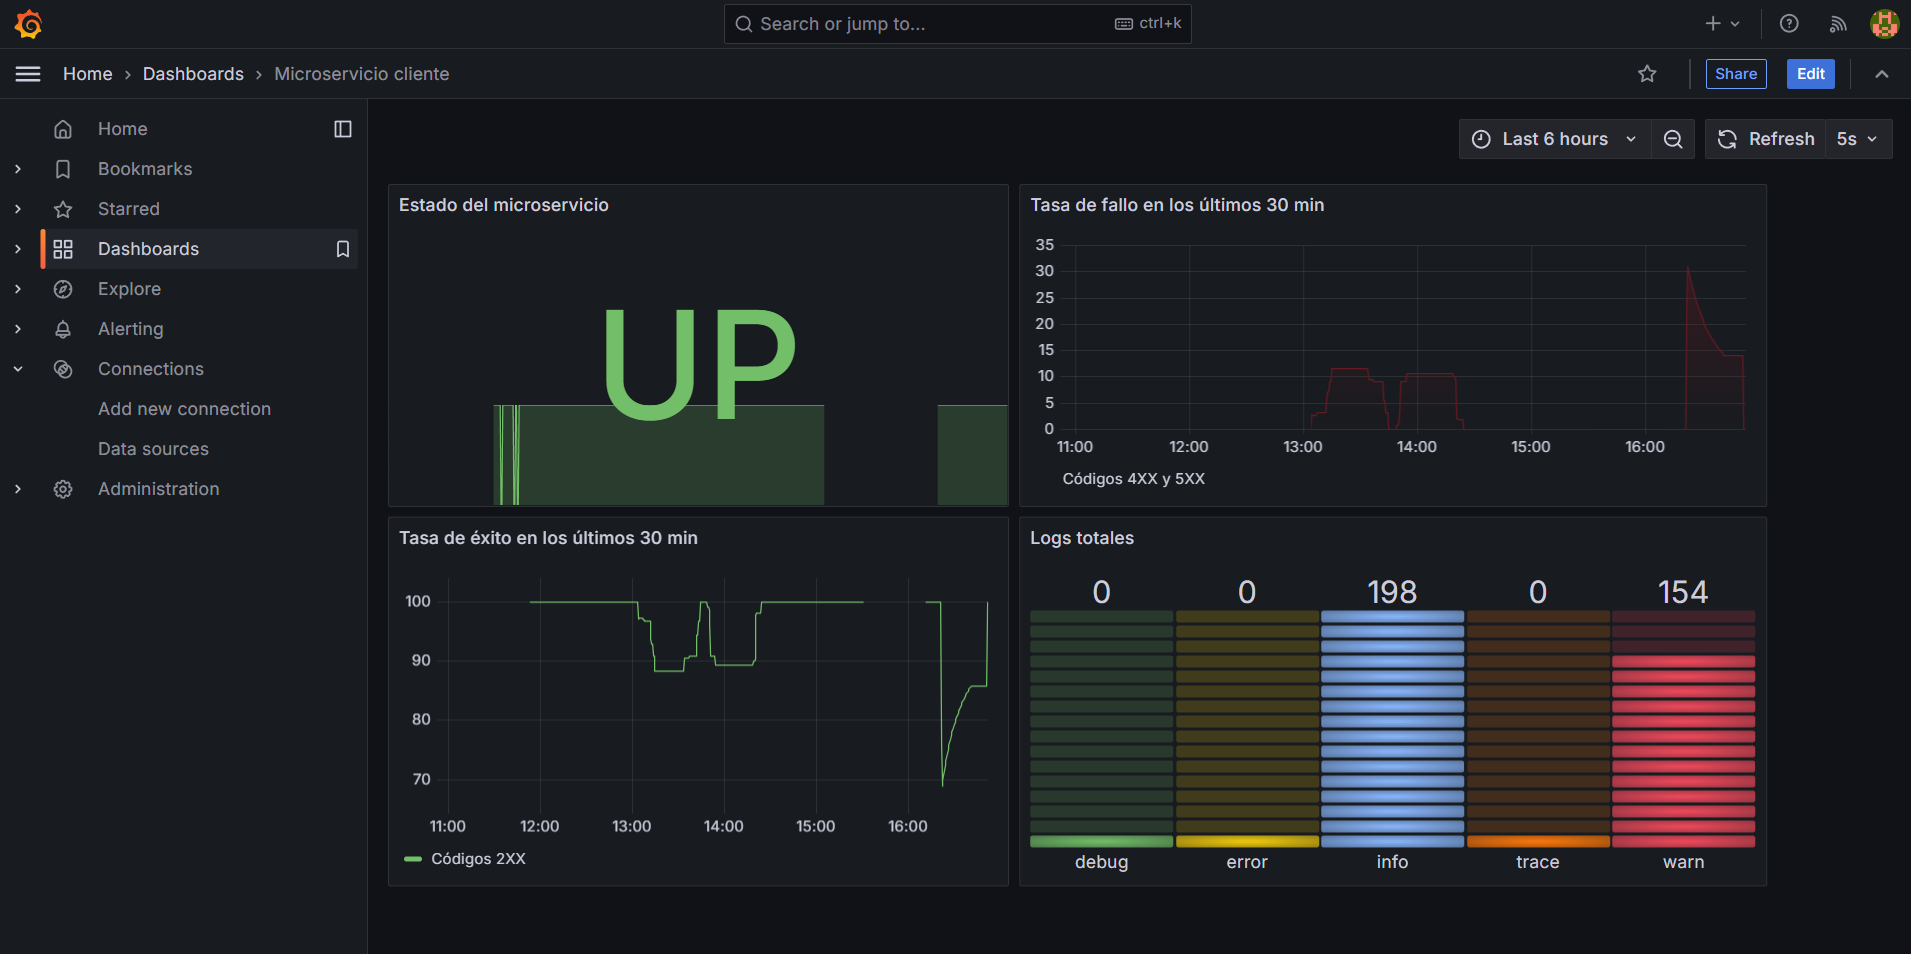 Search or jump to...
ctrl+k
Home
Dashboards
Microservicio cliente
Share
Edit
Home
Bookmarks
Starred
Dashboards
Explore
Alerting
Connections
Add new connection
Data sources
Administration
Last 6 hours
Refresh
5s
Estado del microservicio
UP
Tasa de fallo en los últimos 30 min
35
30
25
20
15
10
5
0
11:00 12:00 13:00 14:00 15:00 16:00
Códigos 4XX y 5XX
Tasa de éxito en los últimos 30 min
100
90
80
70
11:00 12:00 13:00 14:00 15:00 16:00
Códigos 2XX
Logs totales
0 0 198 0 154
debug error info trace warn